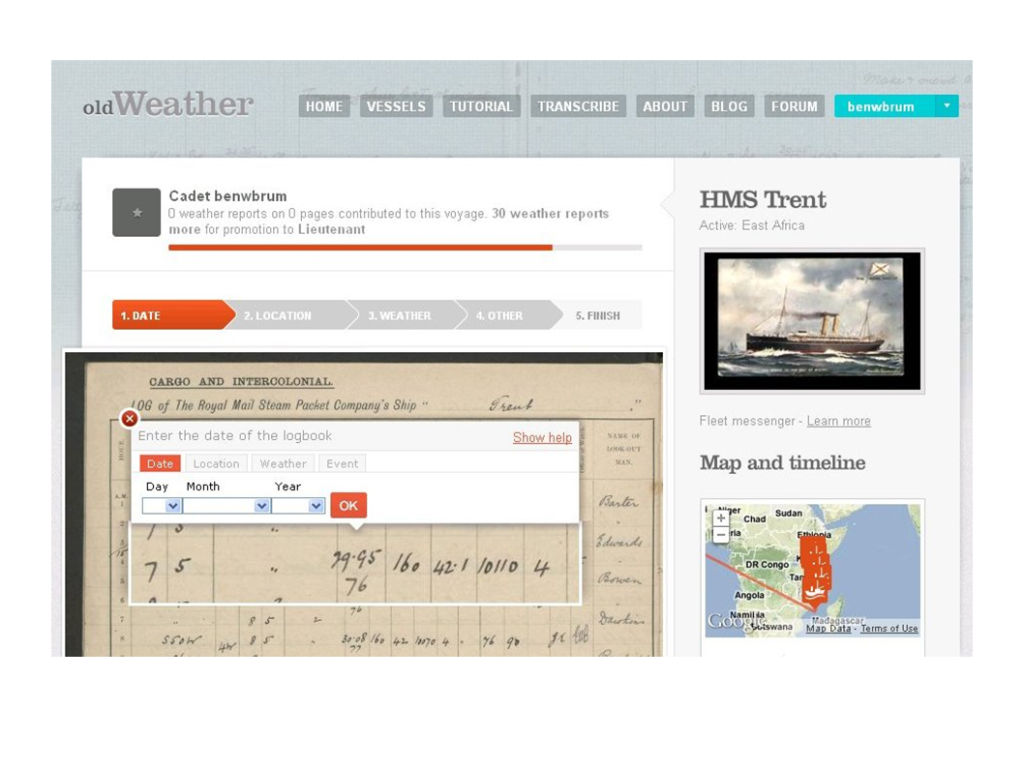 oldWeather
HOME VESSELS TUTORIAL TRANSCRIBE ABOUT BLOG FORUM benwbrum
Cadet benwbrum
0 weather reports on 0 pages contributed to this voyage. 30 weather reports
more for promotion to Lieutenant
1. DATE 2. LOCATION 3. WEATHER 4. OTHER 5. FINISH
CARGO AND INTERCOLONIAL.
LOG of The Royal Mail Steam Packet Company's Ship " Trent "
Enter the date of the logbook Show help
Date Location Weather Event
Day Month Year
OK
HOUR
A.M.
NAME OF
LOOK-OUT
MAN.
Barter
Edwards
Bowen
Dawkins
7 5 " 29.95 160 42.1 10110 4
76
8 5
S50W 4W 8 5 " 30.08 160 42 10170 4 76 90
77
HMS Trent
Active: East Africa
Fleet messenger - Learn more
Map and timeline
+
−
Niger
Chad
Sudan
Ethiopia
DR Congo
Tan
Angola
Namibia
Botswana
Madagascar
Google
Map Data - Terms of Use